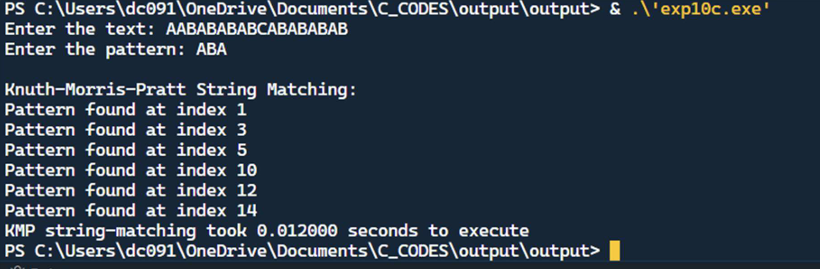 PS C:\Users\dc091\OneDrive\Documents\C_CODES\output\output> & .\'exp10c.exe'
Enter the text: AABABABABCABABABAB
Enter the pattern: ABA
Knuth-Morris-Pratt String Matching:
Pattern found at index 1
Pattern found at index 3
Pattern found at index 5
Pattern found at index 10
Pattern found at index 12
Pattern found at index 14
KMP string-matching took 0.012000 seconds to execute
PS C:\Users\dc091\OneDrive\Documents\C_CODES\output\output>